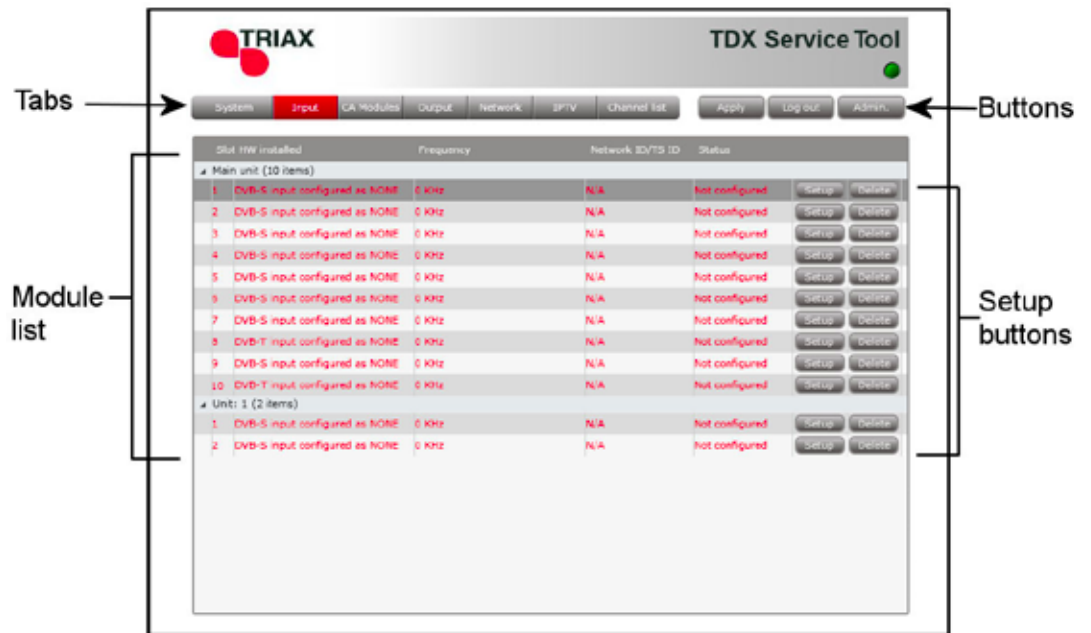 TRIAX
TDX Service Tool
Tabs
System Input CA Modules Output Network IPTV Channel list Apply Log out Admin.
Buttons
Slot HW installed Frequency Network ID/TS ID Status
Main unit (10 items)
1 DVB-S input configured as NONE 0 KHz N/A Not configured Setup Delete
2 DVB-S input configured as NONE 0 KHz N/A Not configured Setup Delete
3 DVB-S input configured as NONE 0 KHz N/A Not configured Setup Delete
4 DVB-S input configured as NONE 0 KHz N/A Not configured Setup Delete
5 DVB-S input configured as NONE 0 KHz N/A Not configured Setup Delete
6 DVB-S input configured as NONE 0 KHz N/A Not configured Setup Delete
7 DVB-S input configured as NONE 0 KHz N/A Not configured Setup Delete
8 DVB-T input configured as NONE 0 KHz N/A Not configured Setup Delete
9 DVB-S input configured as NONE 0 KHz N/A Not configured Setup Delete
10 DVB-T input configured as NONE 0 KHz N/A Not configured Setup Delete
Unit: 1 (2 items)
1 DVB-S input configured as NONE 0 KHz N/A Not configured Setup Delete
2 DVB-S input configured as NONE 0 KHz N/A Not configured Setup Delete
Module
list
Setup
buttons